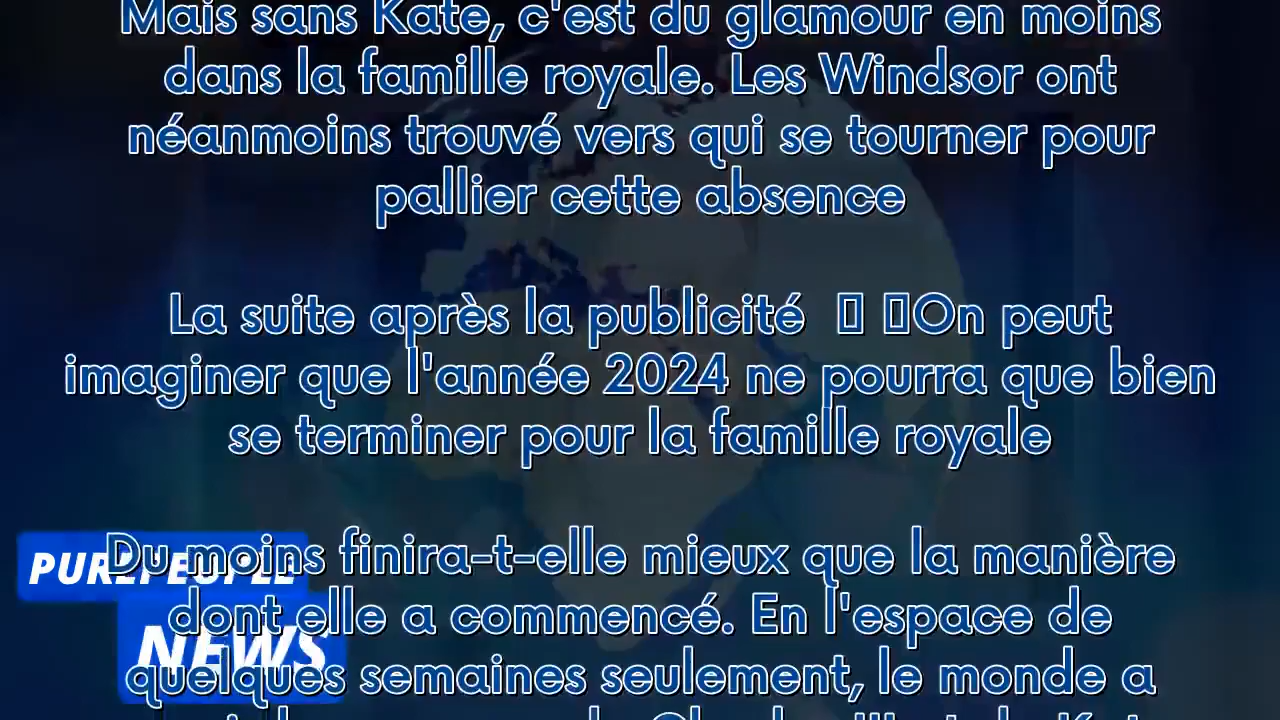 Mais sans Kate, c'est du glamour en moins
dans la famille royale. Les Windsor ont
néanmoins trouvé vers qui se tourner pour
pallier cette absence
La suite après la publicité On peut
imaginer que l'année 2024 ne pourra que bien
se terminer pour la famille royale
Du moins finira-t-elle mieux que la manière
dont elle a commencé. En l'espace de
quelques semaines seulement, le monde a
PUREPEOPLE
NEWS